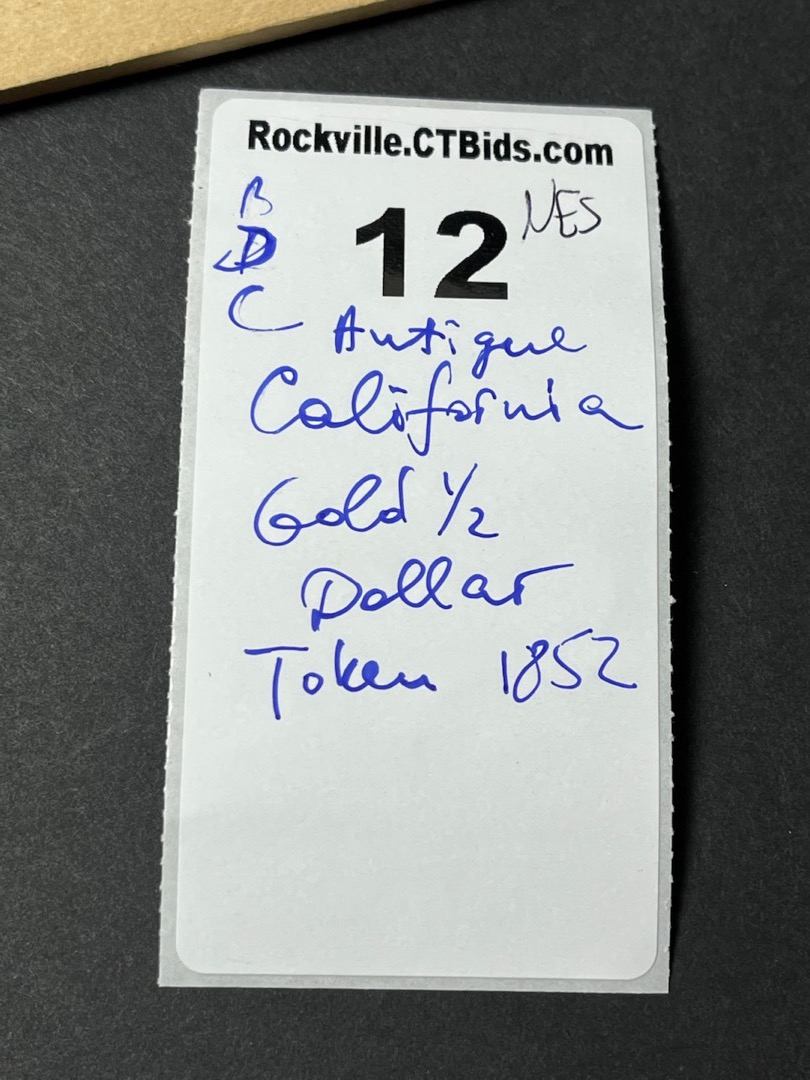 Rockville.CTBids.com
B
D
C
12 NES
Antique
California
Gold 1/2
Dollar
Token 1852